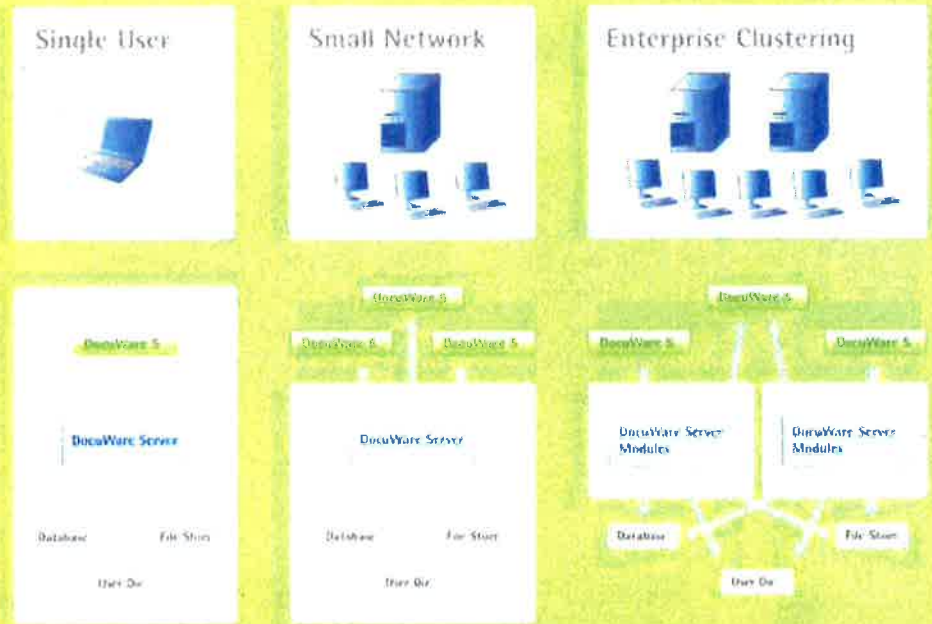 Single User
Small Network
Enterprise Clustering
DocuWare 5
DocuWare Server
Database
File Store
User Dir
DocuWare 5
DocuWare 5
DocuWare 5
DocuWare Server
Database
File Store
User Dir
DocuWare 5
DocuWare 5
DocuWare 5
DocuWare Server
Modules
DocuWare Server
Modules
Database
File Store
User Dir